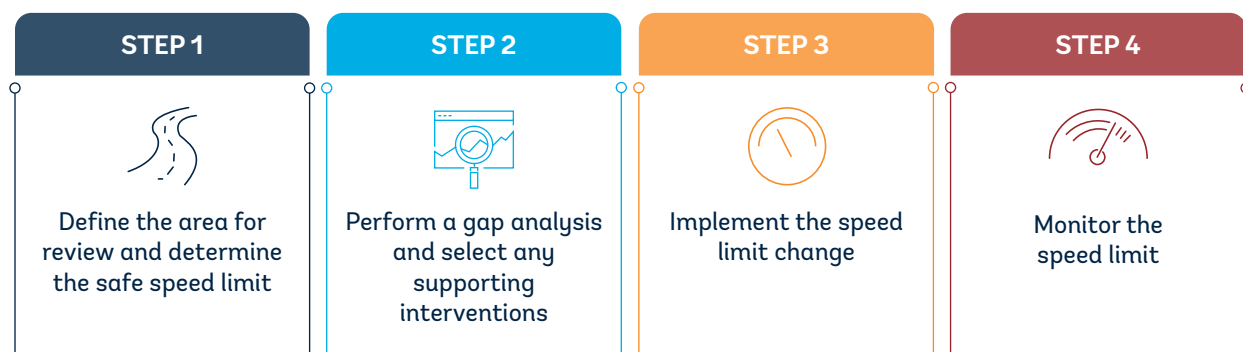 STEP 1
Define the area for
review and determine
the safe speed limit
STEP 2
Perform a gap analysis
and select any
supporting
interventions
STEP 3
Implement the speed
limit change
STEP 4
Monitor the
speed limit